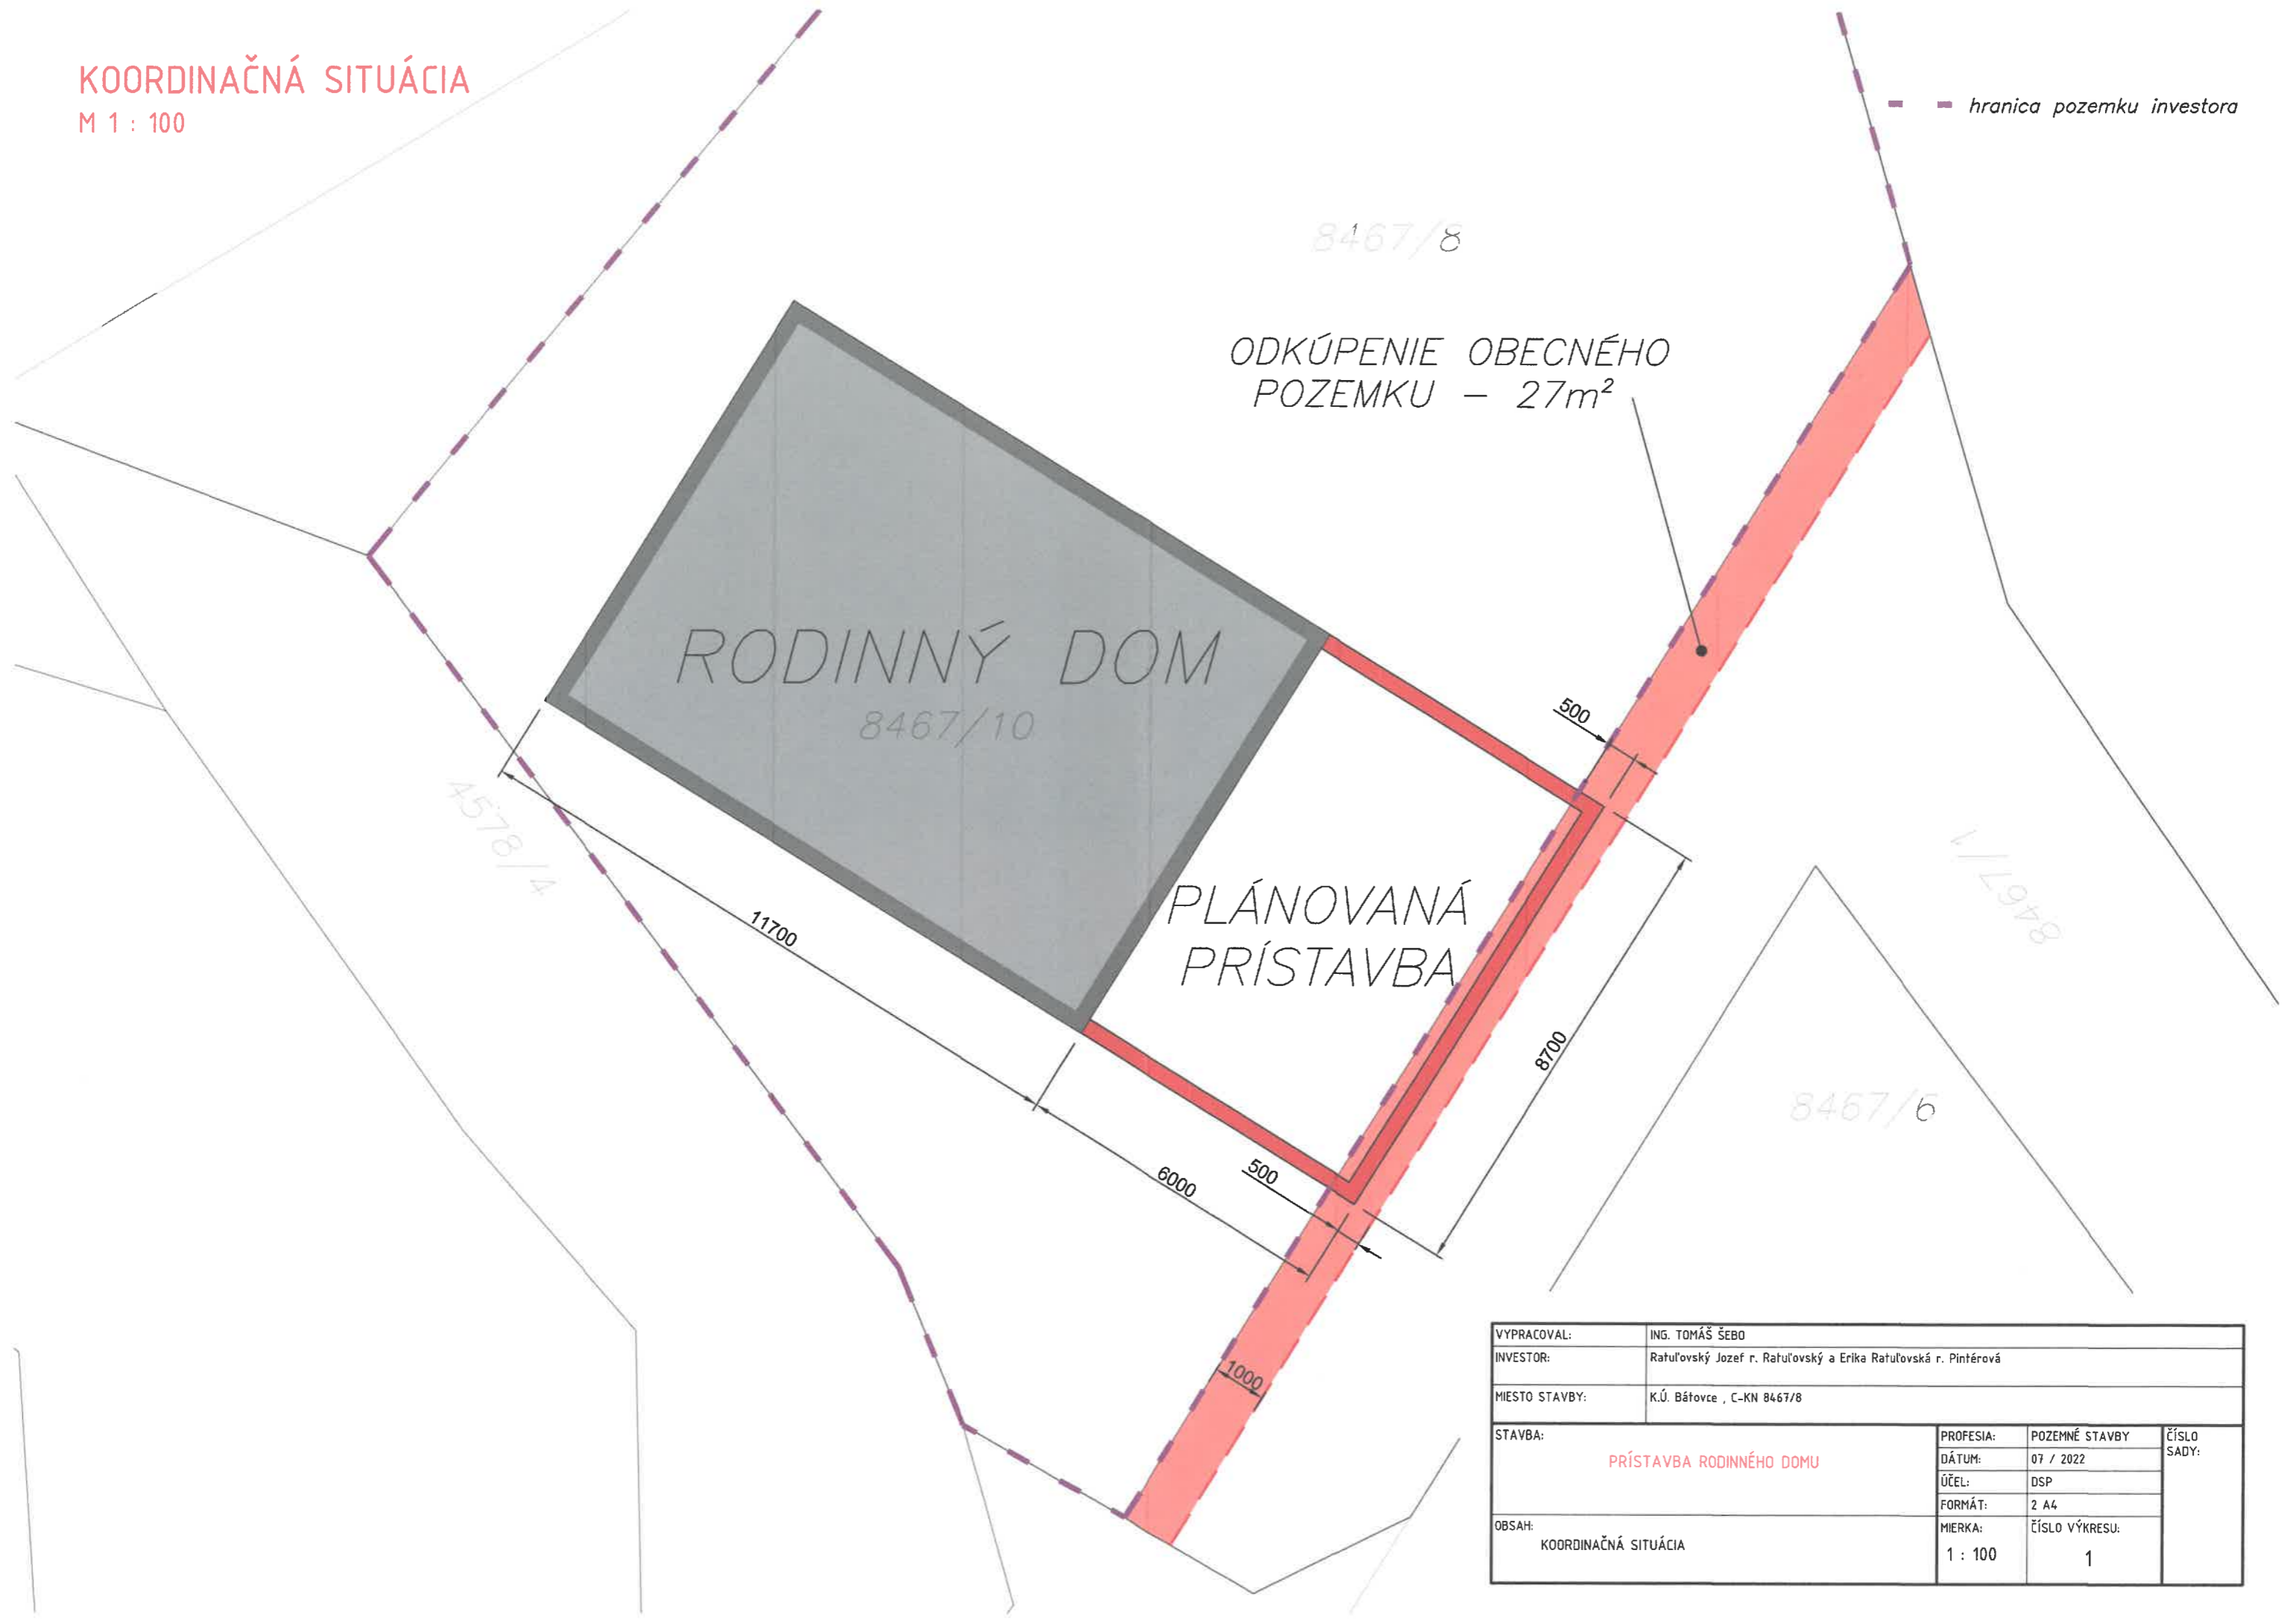 KOORDINAČNÁ SITUÁCIA
M 1 : 100
hranica pozemku investora
8467/8
ODKÚPENIE OBECNÉHO
POZEMKU – 27m²
RODINNÝ DOM
8467/10
500
4578/4
8467/1
PLÁNOVANÁ
PRÍSTAVBA
11700
8700
8467/6
6000
500
1000
VYPRACOVAL: ING. TOMÁŠ ŠEBO
INVESTOR: Ratuľovský Jozef r. Ratuľovský a Erika Ratuľovská r. Pintérová
MIESTO STAVBY: K.Ú. Bátovce , C-KN 8467/8
STAVBA:
PRÍSTAVBA RODINNÉHO DOMU
PROFESIA: POZEMNÉ STAVBY
DÁTUM: 07 / 2022
ÚČEL: DSP
FORMÁT: 2 A4
ČÍSLO
SADY:
OBSAH:
KOORDINAČNÁ SITUÁCIA
MIERKA:
1 : 100
ČÍSLO VÝKRESU:
1